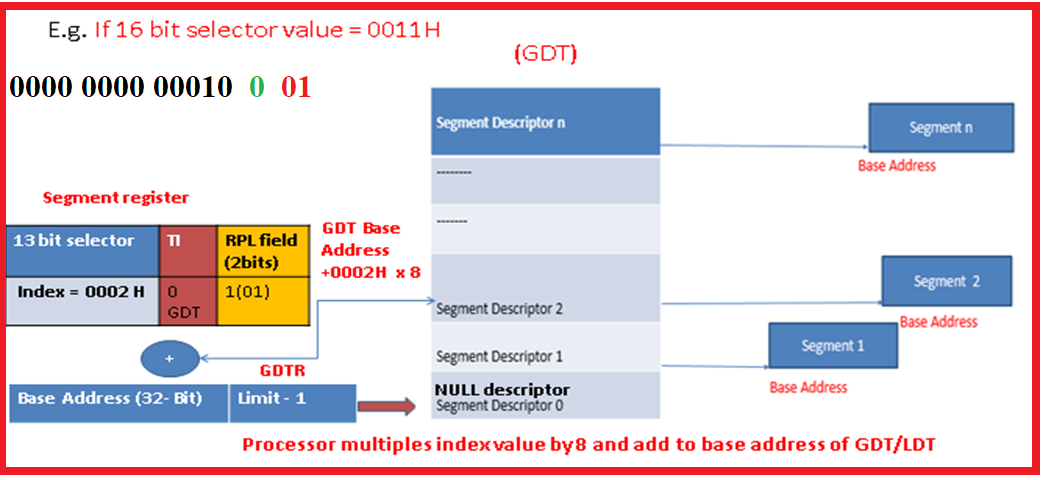 E.g. If 16 bit selector value = 0011H
(GDT)
0000 0000 00010 0 01
Segment Descriptor n
Segment n
Base Address
--------
Segment register
-------
GDT Base
Address
+0002H x 8
13 bit selector
TI
RPL field
(2bits)
Index = 0002 H
0
GDT
1(01)
Segment Descriptor 2
Segment 2
Base Address
+
Segment Descriptor 1
Segment 1
Base Address
GDTR
Base Address (32- Bit)
Limit - 1
NULL descriptor
Segment Descriptor 0
Processor multiples index value by 8 and add to base address of GDT/LDT